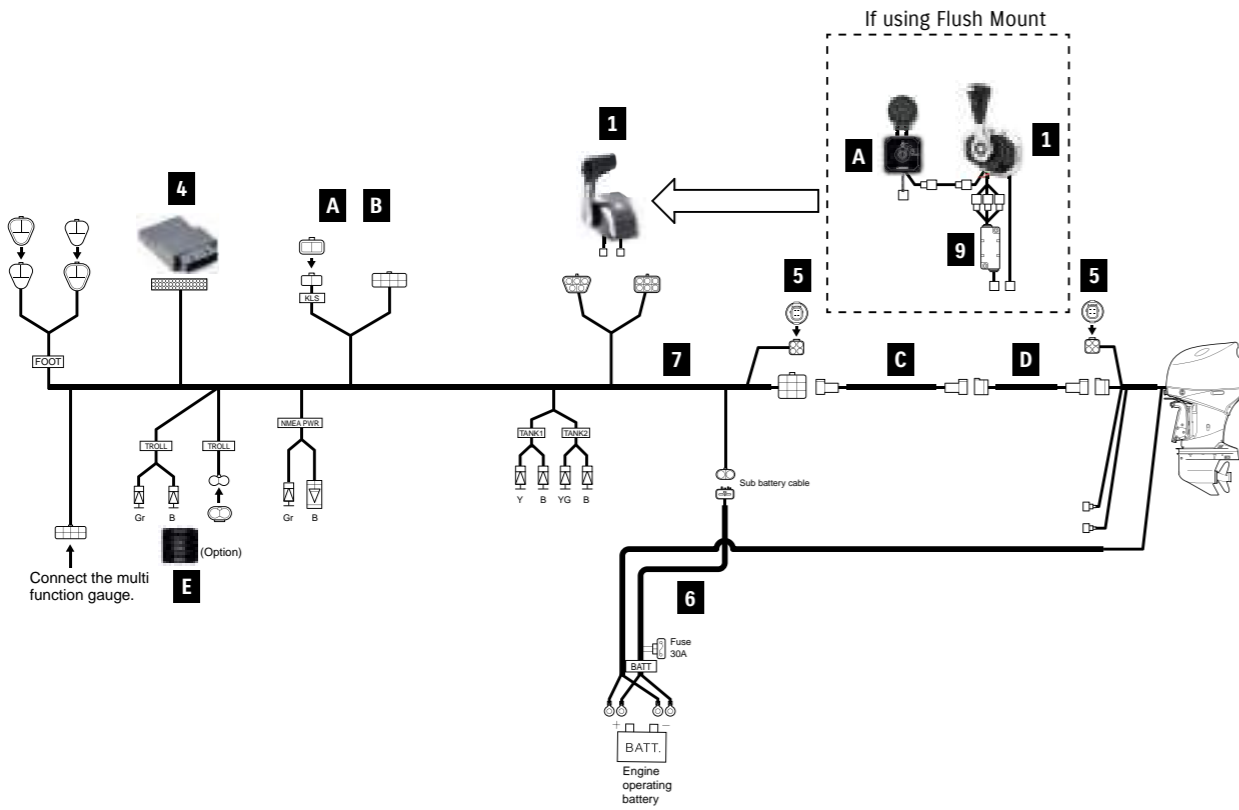 If using Flush Mount
1
A
1
4
A
B
9
5
5
KLS
FOOT
7
C
D
NMEA PWR
TROLL
TROLL
TANK1
TANK2
Sub battery cable
Y
B
YG
B
Gr
B
Gr
B
(Option)
E
Connect the multi
function gauge.
6
Fuse
30A
BATT
+
−
BATT.
Engine
operating
battery